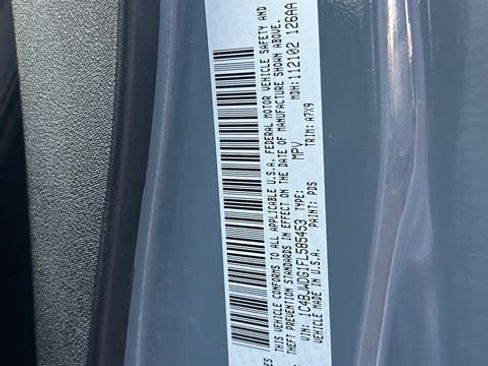 THIS VEHICLE CONFORMS TO ALL APPLICABLE U.S.A. FEDERAL MOTOR VEHICLE SAFETY AND
THEFT PREVENTION STANDARDS IN EFFECT ON THE DATE OF MANUFACTURE SHOWN ABOVE.
MDH: 112102 126AA
VIN: 1C4BJWDG1FL585453 TYPE: MPV
VEHICLE MADE IN U.S.A. PAINT: PDS TRIM: A7X9